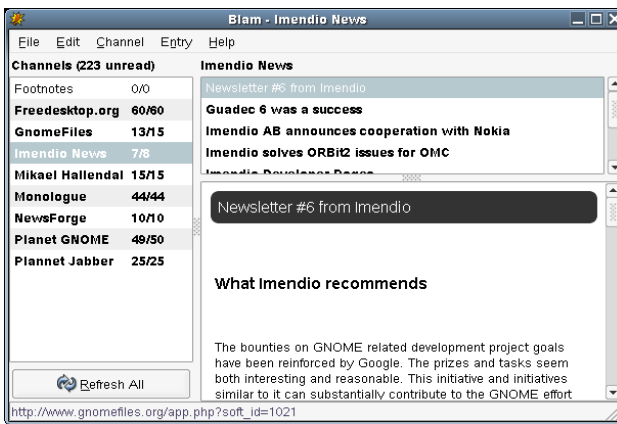 Blam - Imendio News
File Edit Channel Entry Help
Channels (223 unread)
Footnotes 0/0
Freedesktop.org 60/60
GnomeFiles 13/15
Imendio News 7/8
Mikael Hallendal 15/15
Monologue 44/44
NewsForge 10/10
Planet GNOME 49/50
Plannet Jabber 25/25
Refresh All
Imendio News
Newsletter #6 from Imendio
Guadec 6 was a success
Imendio AB announces cooperation with Nokia
Imendio solves ORBit2 issues for OMC
Imendio Developer Pages
Newsletter #6 from Imendio
What Imendio recommends
The bounties on GNOME related development project goals
have been reinforced by Google. The prizes and tasks seem
both interesting and reasonable. This initiative and initiatives
similar to it can substantially contribute to the GNOME effort
http://www.gnomefiles.org/app.php?soft_id=1021